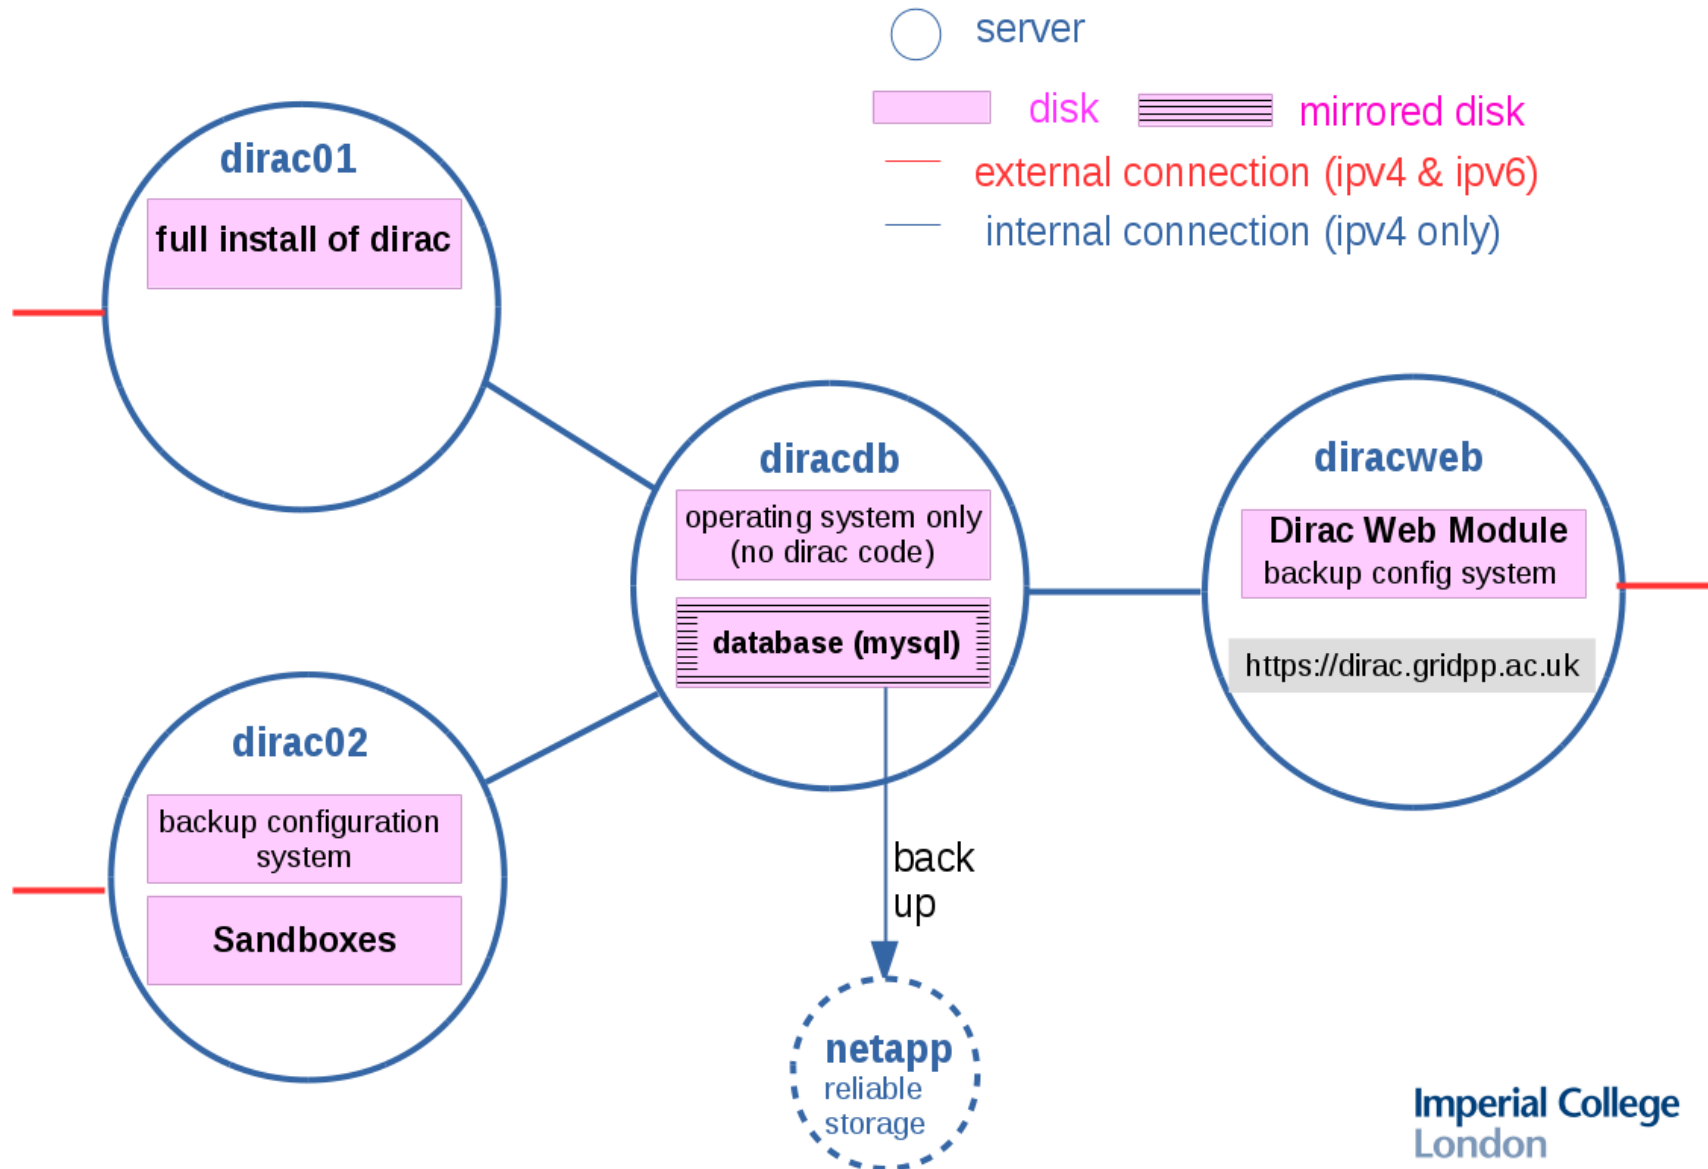 server
disk
mirrored disk
external connection (ipv4 & ipv6)
internal connection (ipv4 only)
dirac01
full install of dirac
diracdb
operating system only
(no dirac code)
database (mysql)
diracweb
Dirac Web Module
backup config system
https://dirac.gridpp.ac.uk
dirac02
backup configuration
system
Sandboxes
back
up
netapp
reliable
storage
Imperial College
London